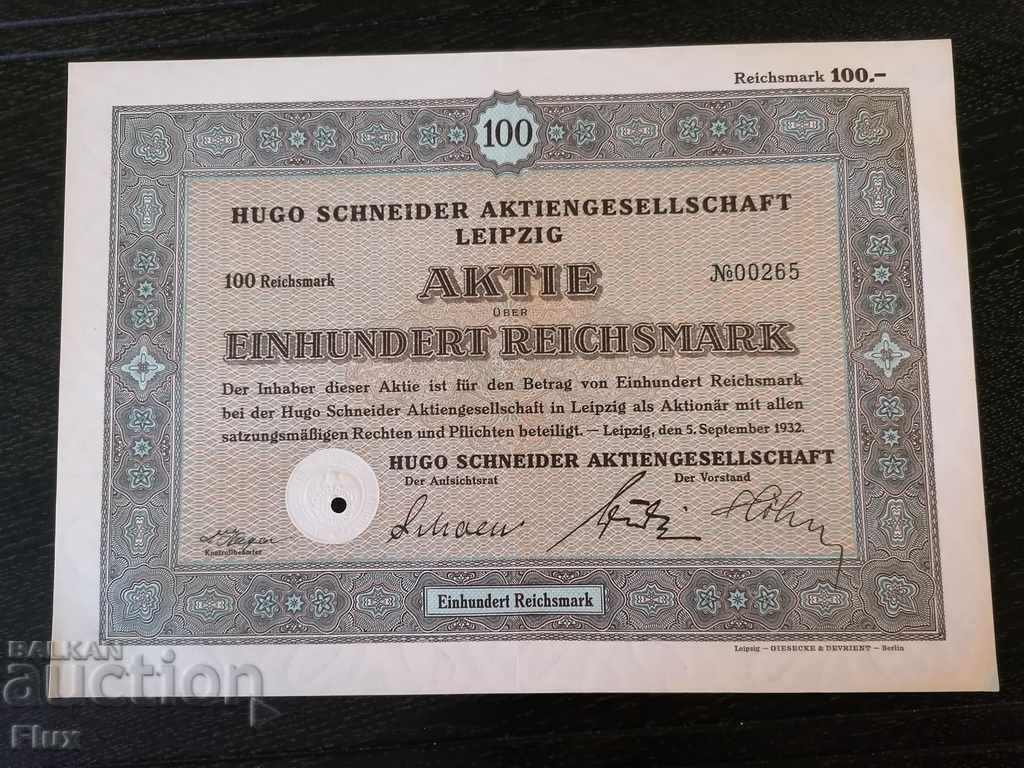 Reichsmark 100.-
100
HUGO SCHNEIDER AKTIENGESELLSCHAFT
LEIPZIG
100 Reichsmark AKTIE №00265
ÜBER
EINHUNDERT REICHSMARK
Der Inhaber dieser Aktie ist für den Betrag von Einhundert Reichsmark
bei der Hugo Schneider Aktiengesellschaft in Leipzig als Aktionär mit allen
satzungsmäßigen Rechten und Pflichten beteiligt. — Leipzig, den 5. September 1932.
HUGO SCHNEIDER AKTIENGESELLSCHAFT
Der Aufsichtsrat Der Vorstand
Kontrollbeamter
Einhundert Reichsmark
Leipzig — GIESECKE & DEVRIENT — Berlin
BALKAN
auction
Flux